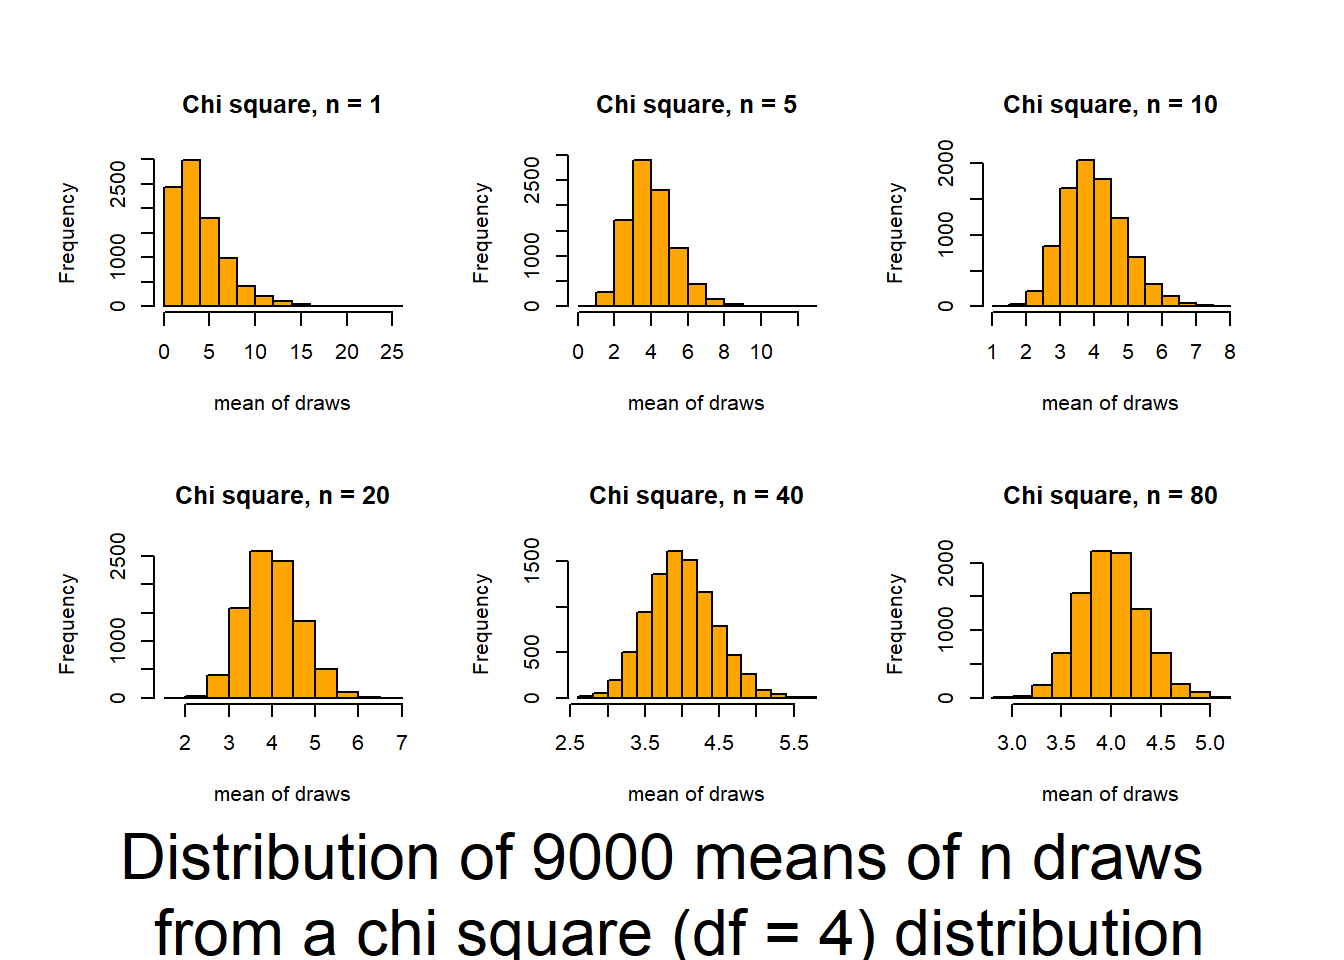 Chi square, n = 1
Frequency
0 1000 2500
0 5 10 15 20 25
mean of draws
Chi square, n = 5
Frequency
0 1000 2500
0 2 4 6 8 10
mean of draws
Chi square, n = 10
Frequency
0 1000 2000
1 2 3 4 5 6 7 8
mean of draws
Chi square, n = 20
Frequency
0 1000 2500
2 3 4 5 6 7
mean of draws
Chi square, n = 40
Frequency
0 500 1500
2.5 3.5 4.5 5.5
mean of draws
Chi square, n = 80
Frequency
0 1000 2000
3.0 3.5 4.0 4.5 5.0
mean of draws
Distribution of 9000 means of n draws
from a chi square (df = 4) distribution